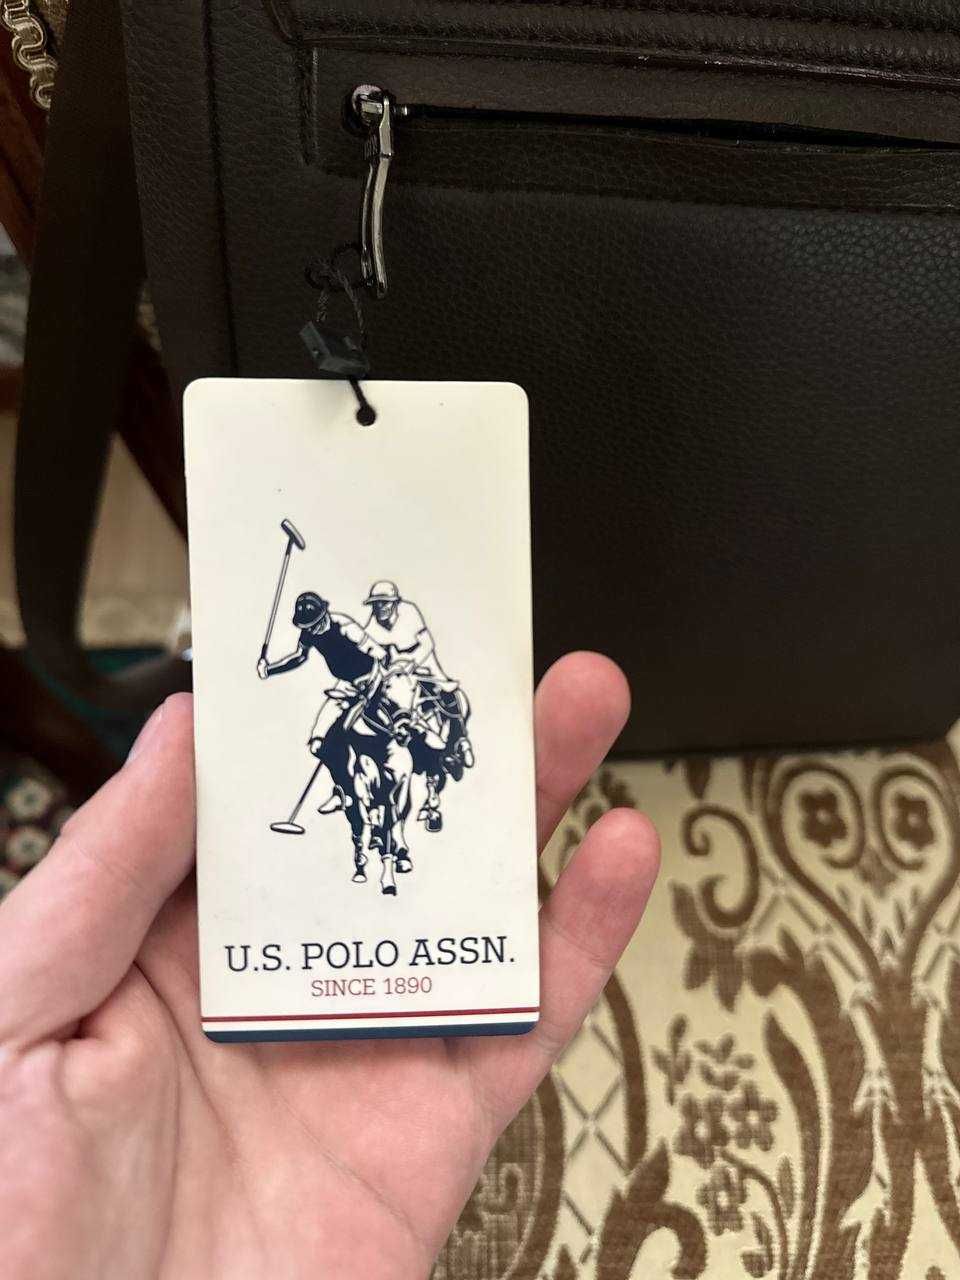 U.S. POLO ASSN.
SINCE 1890